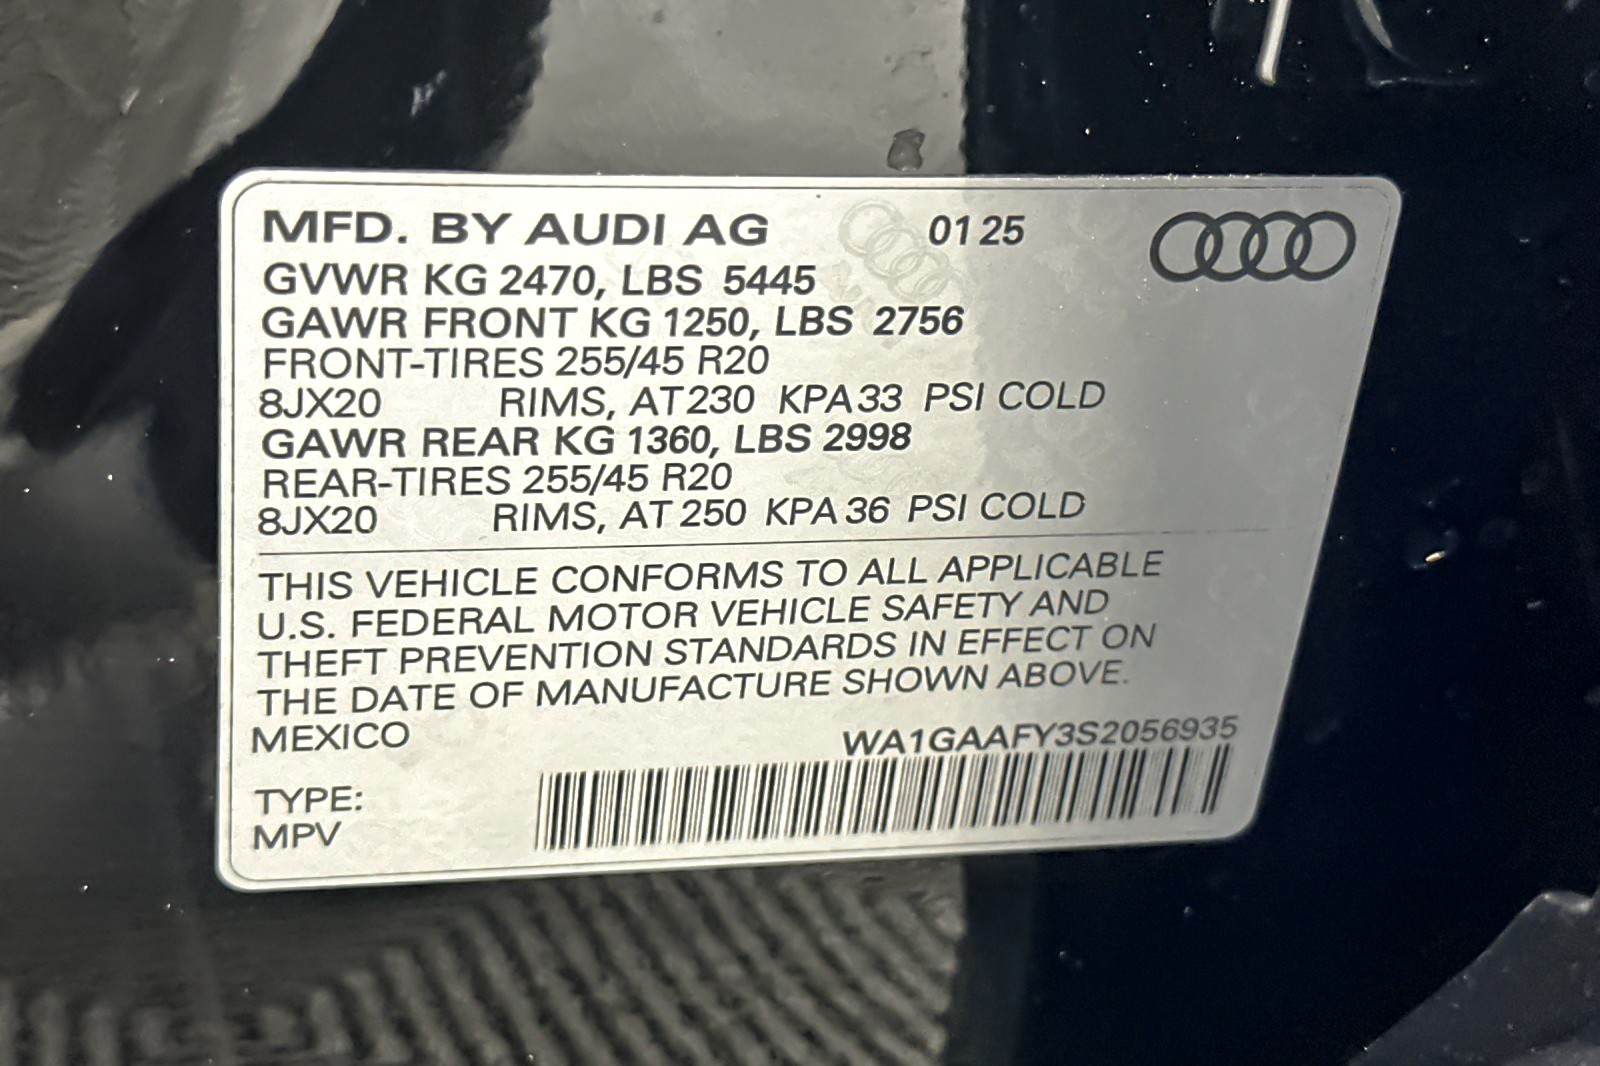 MFD. BY AUDI AG 01 25
GVWR KG 2470, LBS 5445
GAWR FRONT KG 1250, LBS 2756
FRONT-TIRES 255/45 R20
8JX20 RIMS, AT 230 KPA 33 PSI COLD
GAWR REAR KG 1360, LBS 2998
REAR-TIRES 255/45 R20
8JX20 RIMS, AT 250 KPA 36 PSI COLD
THIS VEHICLE CONFORMS TO ALL APPLICABLE
U.S. FEDERAL MOTOR VEHICLE SAFETY AND
THEFT PREVENTION STANDARDS IN EFFECT ON
THE DATE OF MANUFACTURE SHOWN ABOVE.
MEXICO WA1GAAFY3S2056935
TYPE:
MPV